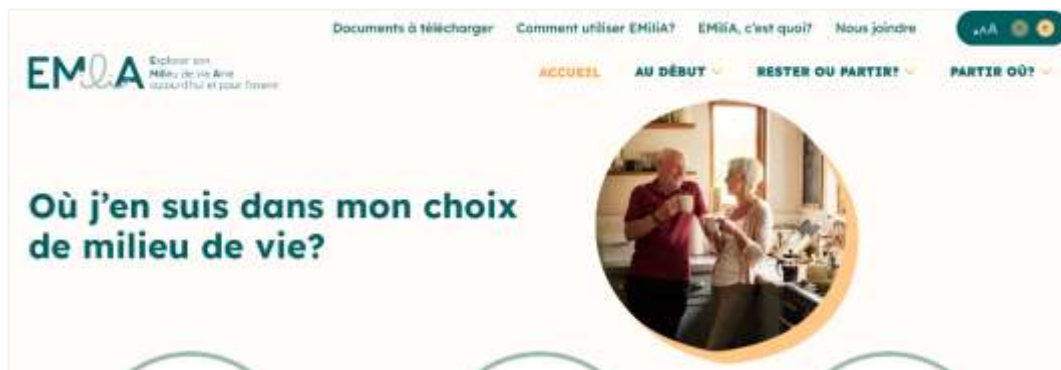 Documents à télécharger Comment utiliser EMiliA? EMiliA, c'est quoi? Nous joindre AAA
EMiliA Explorer son
Milieu de vie Aîné
aujourd'hui et pour l'avenir
ACCUEIL AU DÉBUT RESTER OU PARTIR? PARTIR OÙ?
Où j'en suis dans mon choix
de milieu de vie?